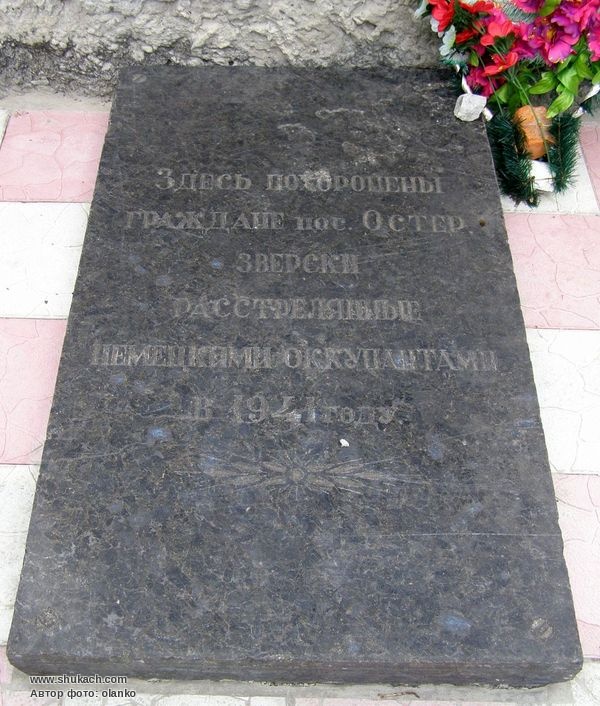 Здесь похоронены
граждане пос. Остер.
зверски
расстрелянные
немецкими оккупантами
в 1941 году.
www.shukach.com
Автор фото: olanko